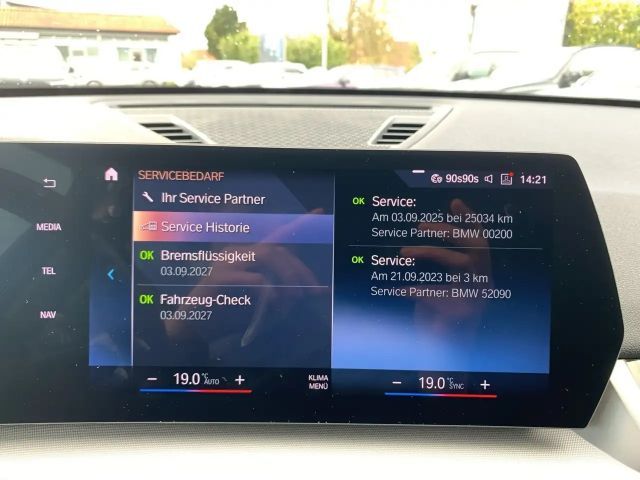 SERVICEBEDARF
90s90s 14:21
Ihr Service Partner
Service Historie
OK Bremsflüssigkeit
03.09.2027
OK Fahrzeug-Check
03.09.2027
OK Service:
Am 03.09.2025 bei 25034 km
Service Partner: BMW 00200
OK Service:
Am 21.09.2023 bei 3 km
Service Partner: BMW 52090
MEDIA
TEL
NAV
− 19.0 °C AUTO +
KLIMA
MENÜ
− 19.0 °C SYNC +